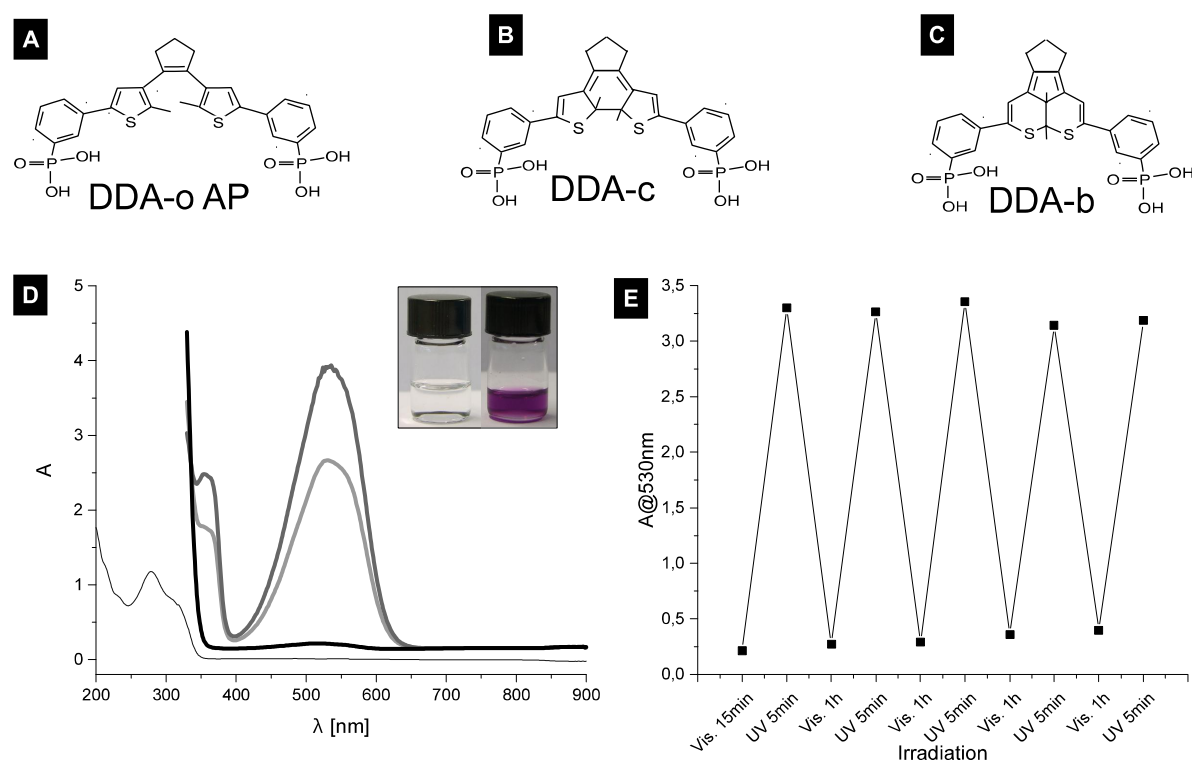 A
B
C
S
S
O
P
OH
OH
O
P
OH
OH
DDA-o AP
S
S
O
P
OH
OH
O
P
OH
OH
DDA-c
S
S
O
P
OH
OH
O
P
OH
OH
DDA-b
D
5
4
3
2
1
0
A
200 300 400 500 600 700 800 900
λ [nm]
E
3,5
3,0
2,5
2,0
1,5
1,0
0,5
0,0
A@530nm
Vis. 15min
UV 5min
Vis. 1h
UV 5min
Vis. 1h
UV 5min
Vis. 1h
UV 5min
Vis. 1h
UV 5min
Irradiation